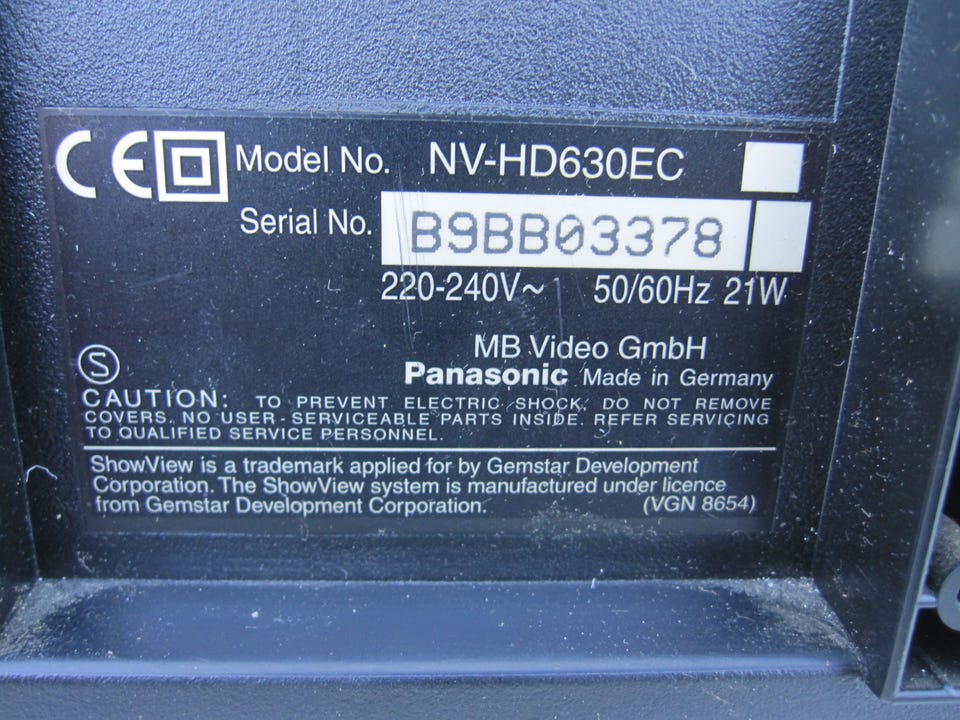 CE Model No. NV-HD630EC
Serial No. B9BB03378
220-240V~ 50/60Hz 21W
MB Video GmbH
S
Panasonic Made in Germany
CAUTION: TO PREVENT ELECTRIC SHOCK, DO NOT REMOVE
COVERS. NO USER-SERVICEABLE PARTS INSIDE. REFER SERVICING
TO QUALIFIED SERVICE PERSONNEL.
ShowView is a trademark applied for by Gemstar Development
Corporation. The ShowView system is manufactured under licence
from Gemstar Development Corporation. (VGN 8654)